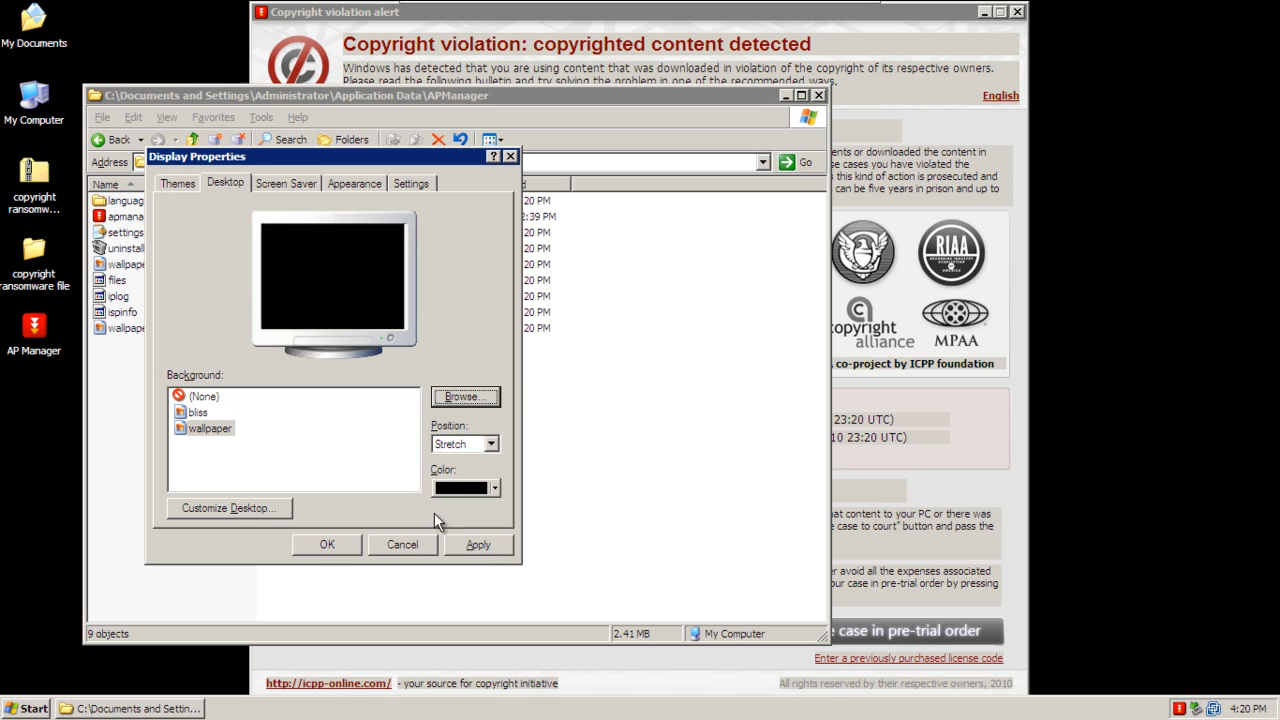 My Documents
My Computer
copyright
ransomw...
copyright
ransomware file
AP Manager
Copyright violation alert
Copyright violation: copyrighted content detected
Windows has detected that you are using content that was downloaded in violation of the copyright of its respective owners.
Please read the following bulletin and try solving the problem in one of the recommended ways.
English
C:\Documents and Settings\Administrator\Application Data\APManager
File Edit View Favorites Tools Help
Back Search Folders
Address Go
Name
languag
apmana
settings
uninstall
wallpape
files
iplog
ispinfo
wallpape
d
20 PM
2:39 PM
20 PM
20 PM
20 PM
20 PM
20 PM
20 PM
20 PM
Display Properties
Themes Desktop Screen Saver Appearance Settings
Background:
(None)
bliss
wallpaper
Browse...
Position:
Stretch
Color:
Customize Desktop...
OK Cancel Apply
9 objects 2.41 MB My Computer
ents or downloaded the content in
e cases you have violated the
s this kind of action is prosecuted and
can be five years in prison and up to
RIAA
RECORDING INDUSTRY
ASSOCIATION
of AMERICA
copyright
alliance
MPAA
co-project by ICPP foundation
23:20 UTC)
10 23:20 UTC)
at content to your PC or there was
e case to court" button and pass the
er avoid all the expenses associated
our case in pre-trial order by pressing
e case in pre-trial order
Enter a previously purchased license code
http://icpp-online.com/ - your source for copyright initiative
All rights reserved by their respective owners, 2010
Start C:\Documents and Settin... 4:20 PM